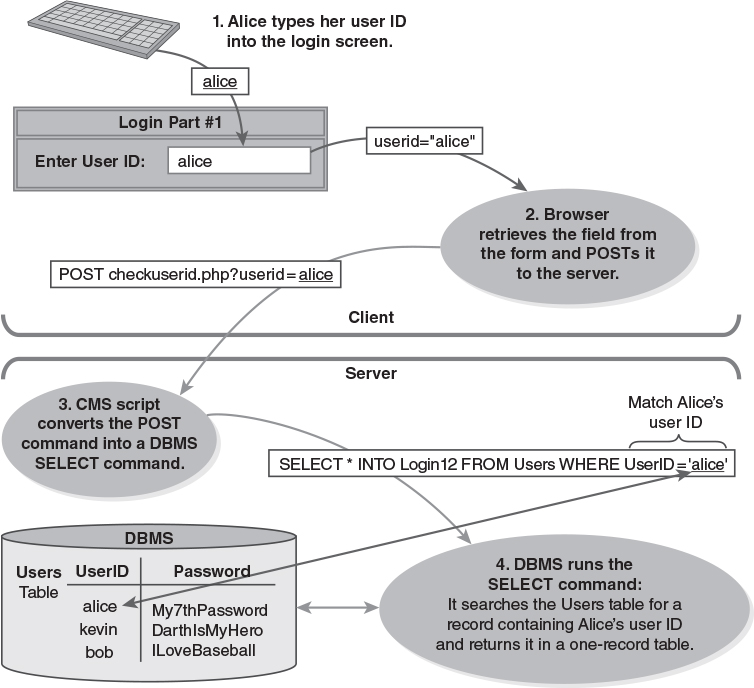 1. Alice types her user ID
into the login screen.
alice
Login Part #1
Enter User ID:
alice
userid="alice"
2. Browser
retrieves the field from
the form and POSTs it
to the server.
POST checkuserid.php?userid=alice
Client
Server
3. CMS script
converts the POST
command into a DBMS
SELECT command.
Match Alice's
user ID
SELECT * INTO Login12 FROM Users WHERE UserID='alice'
DBMS
Users
Table
UserID
Password
alice
My7thPassword
kevin
DarthIsMyHero
bob
ILoveBaseball
4. DBMS runs the
SELECT command:
It searches the Users table for a
record containing Alice's user ID
and returns it in a one-record table.